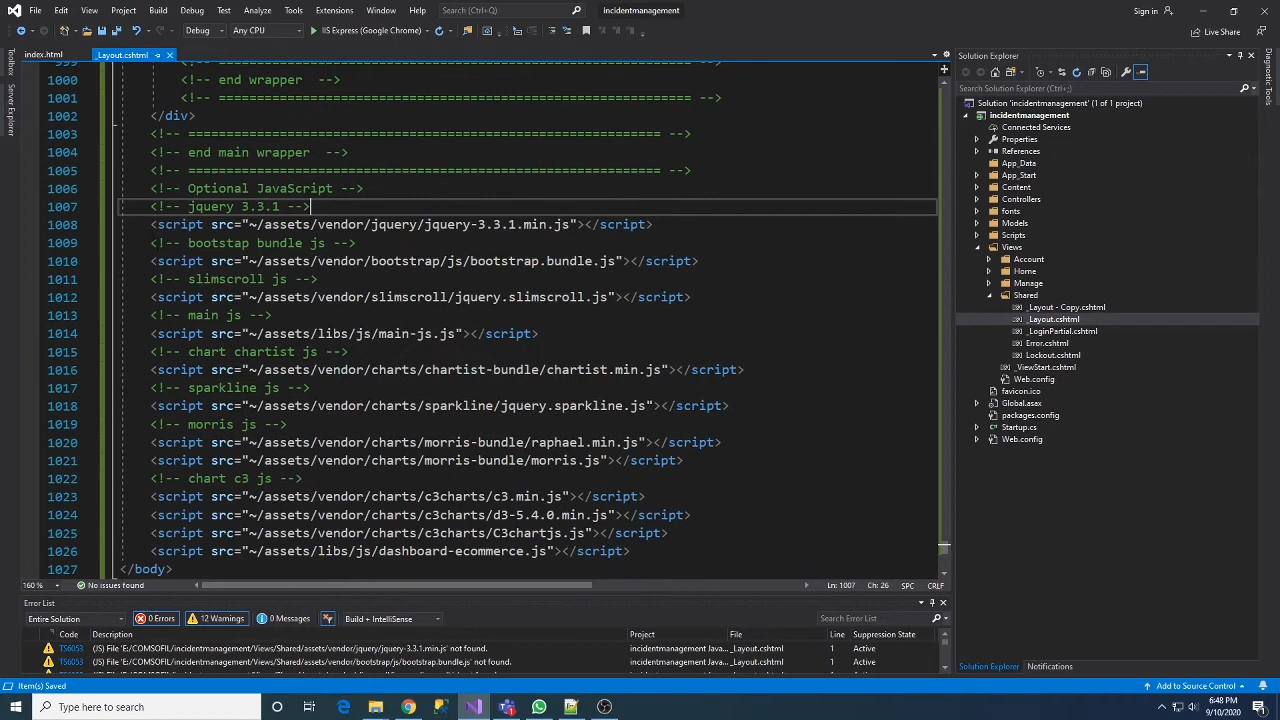 File Edit View Project Build Debug Test Analyze Tools Extensions Window Help Search (Ctrl+Q) incidentmanagement Sign in
Debug Any CPU IIS Express (Google Chrome) Live Share
index.html _Layout.cshtml Solution Explorer
Search Solution Explorer (Ctrl+;)
Toolbox
Server Explorer
Diagnostic Tools
1000 <!-- end wrapper -->
1001 <!-- ============================================================== -->
1002 </div>
1003 <!-- ============================================================== -->
1004 <!-- end main wrapper -->
1005 <!-- ============================================================== -->
1006 <!-- Optional JavaScript -->
1007 <!-- jquery 3.3.1 -->
1008 <script src="~/assets/vendor/jquery/jquery-3.3.1.min.js"></script>
1009 <!-- bootstap bundle js -->
1010 <script src="~/assets/vendor/bootstrap/js/bootstrap.bundle.js"></script>
1011 <!-- slimscroll js -->
1012 <script src="~/assets/vendor/slimscroll/jquery.slimscroll.js"></script>
1013 <!-- main js -->
1014 <script src="~/assets/libs/js/main-js.js"></script>
1015 <!-- chart chartist js -->
1016 <script src="~/assets/vendor/charts/chartist-bundle/chartist.min.js"></script>
1017 <!-- sparkline js -->
1018 <script src="~/assets/vendor/charts/sparkline/jquery.sparkline.js"></script>
1019 <!-- morris js -->
1020 <script src="~/assets/vendor/charts/morris-bundle/raphael.min.js"></script>
1021 <script src="~/assets/vendor/charts/morris-bundle/morris.js"></script>
1022 <!-- chart c3 js -->
1023 <script src="~/assets/vendor/charts/c3charts/c3.min.js"></script>
1024 <script src="~/assets/vendor/charts/c3charts/d3-5.4.0.min.js"></script>
1025 <script src="~/assets/vendor/charts/c3charts/C3chartjs.js"></script>
1026 <script src="~/assets/libs/js/dashboard-ecommerce.js"></script>
1027 </body>
Solution 'incidentmanagement' (1 of 1 project)
incidentmanagement
Connected Services
Properties
References
App_Data
App_Start
Content
Controllers
fonts
Models
Scripts
Views
Account
Home
Manage
Shared
_Layout - Copy.cshtml
_Layout.cshtml
_LoginPartial.cshtml
Error.cshtml
Lockout.cshtml
_ViewStart.cshtml
Web.config
favicon.ico
Global.asax
packages.config
Startup.cs
Web.config
160 % No issues found Ln: 1007 Ch: 26 SPC CRLF
Error List
Entire Solution 0 Errors 12 Warnings 0 Messages Build + IntelliSense Search Error List
Code Description Project File Line Suppression State
TS6053 (JS) File 'E:/COMSOFIL/incidentmanagement/Views/Shared/assets/vendor/jquery/jquery-3.3.1.min.js' not found. incidentmanagement Java... _Layout.cshtml 1 Active
TS6053 (JS) File 'E:/COMSOFIL/incidentmanagement/Views/Shared/assets/vendor/bootstrap/js/bootstrap.bundle.js' not found. incidentmanagement Java... _Layout.cshtml 1 Active
Solution Explorer Notifications
Item(s) Saved Add to Source Control
Type here to search 6:48 PM
9/10/2020